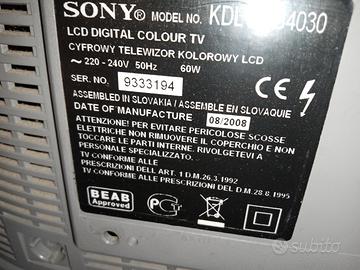 SONY MODEL NO.
LCD DIGITAL COLOUR TV
CYFROWY TELEWIZOR KOLOROWY LCD
~ 220 - 240V 50Hz 60W
SER. NO. 9333194
ASSEMBLED IN SLOVAKIA / ASSEMBLE EN SLOVAQUIE
DATE OF MANUFACTURE 08/2008
ATTENZIONE! PER EVITARE PERICOLOSE SCOSSE
ELETTRICHE NON RIMUOVERE IL COPERCHIO E NON
TOCCARE LE PARTI INTERNE. RIVOLGETEVI A
PERSONALE SPECIALIZZATO.
TV CONFORME ALLE
PRESCRIZIONI DELL ART. 1 D.M. 26.3.1992
TV CONFORME ALLE
PRESCRIZIONI DEL D.M. 28.8.1995
CE
BEAB
Approved
subito